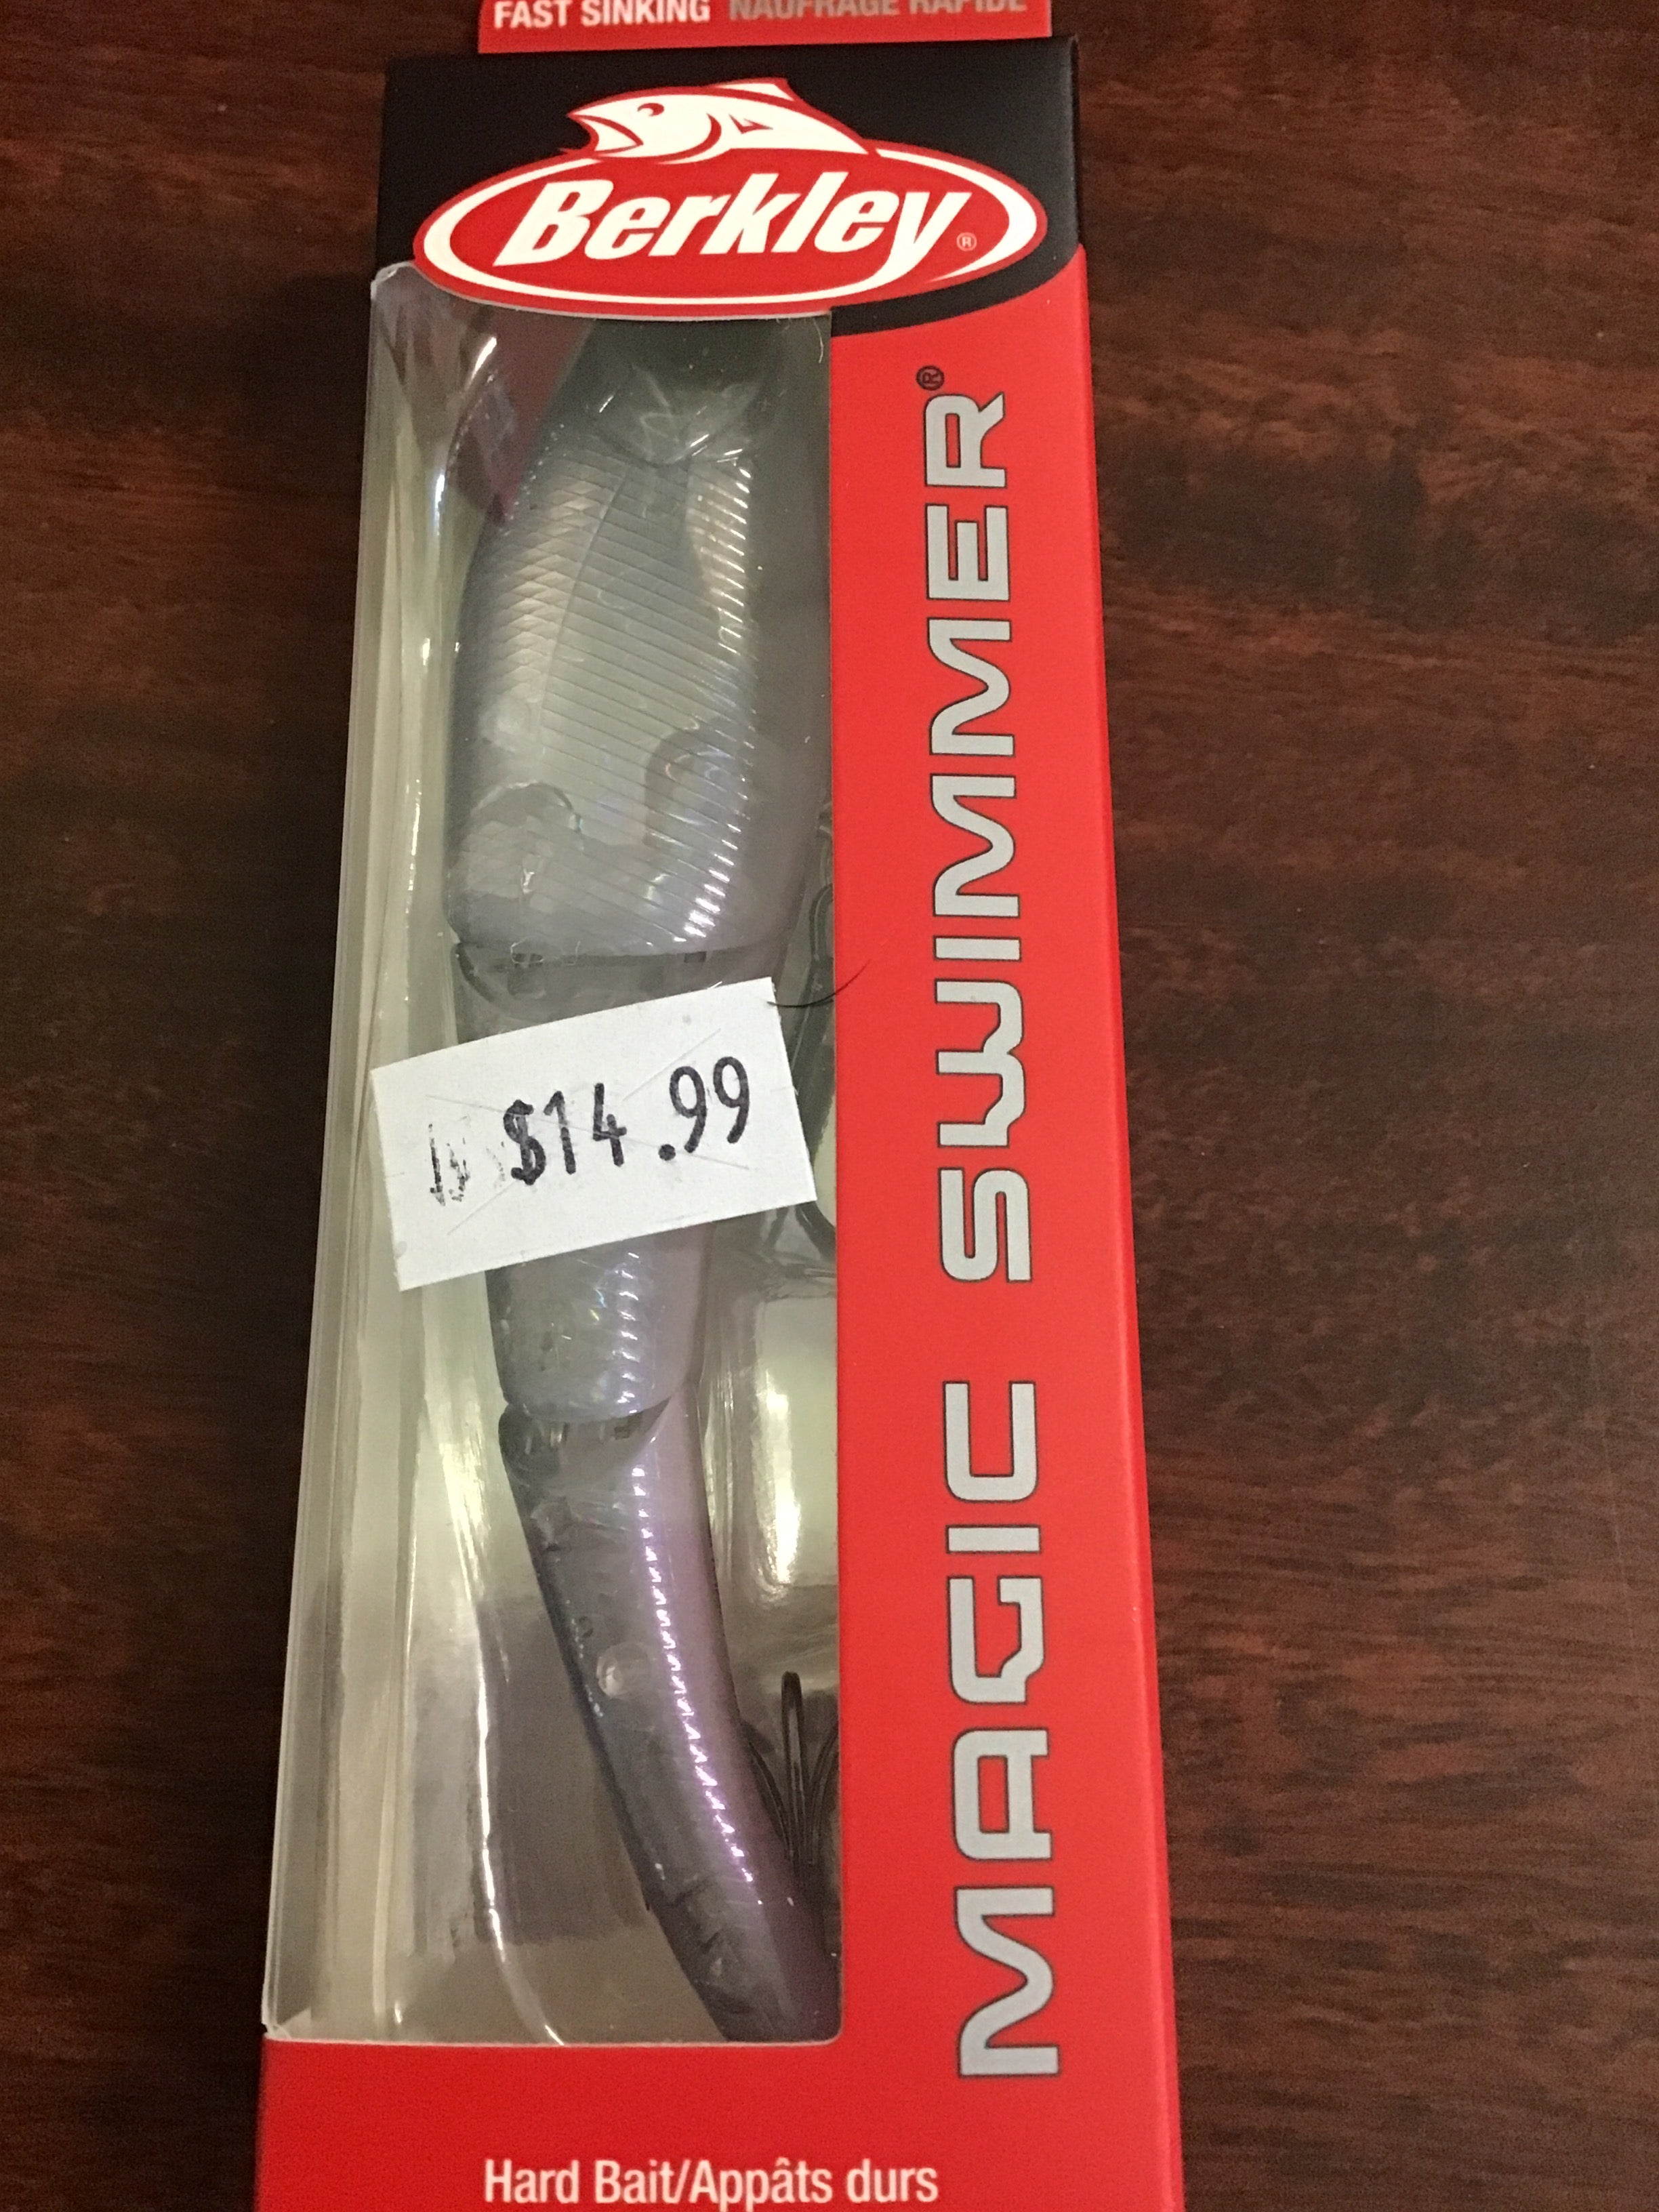 FAST SINKING NAUFRAGE RAPIDE
Berkley®
MAGIC SWIMMER®
$14.99
Hard Bait/Appâts durs